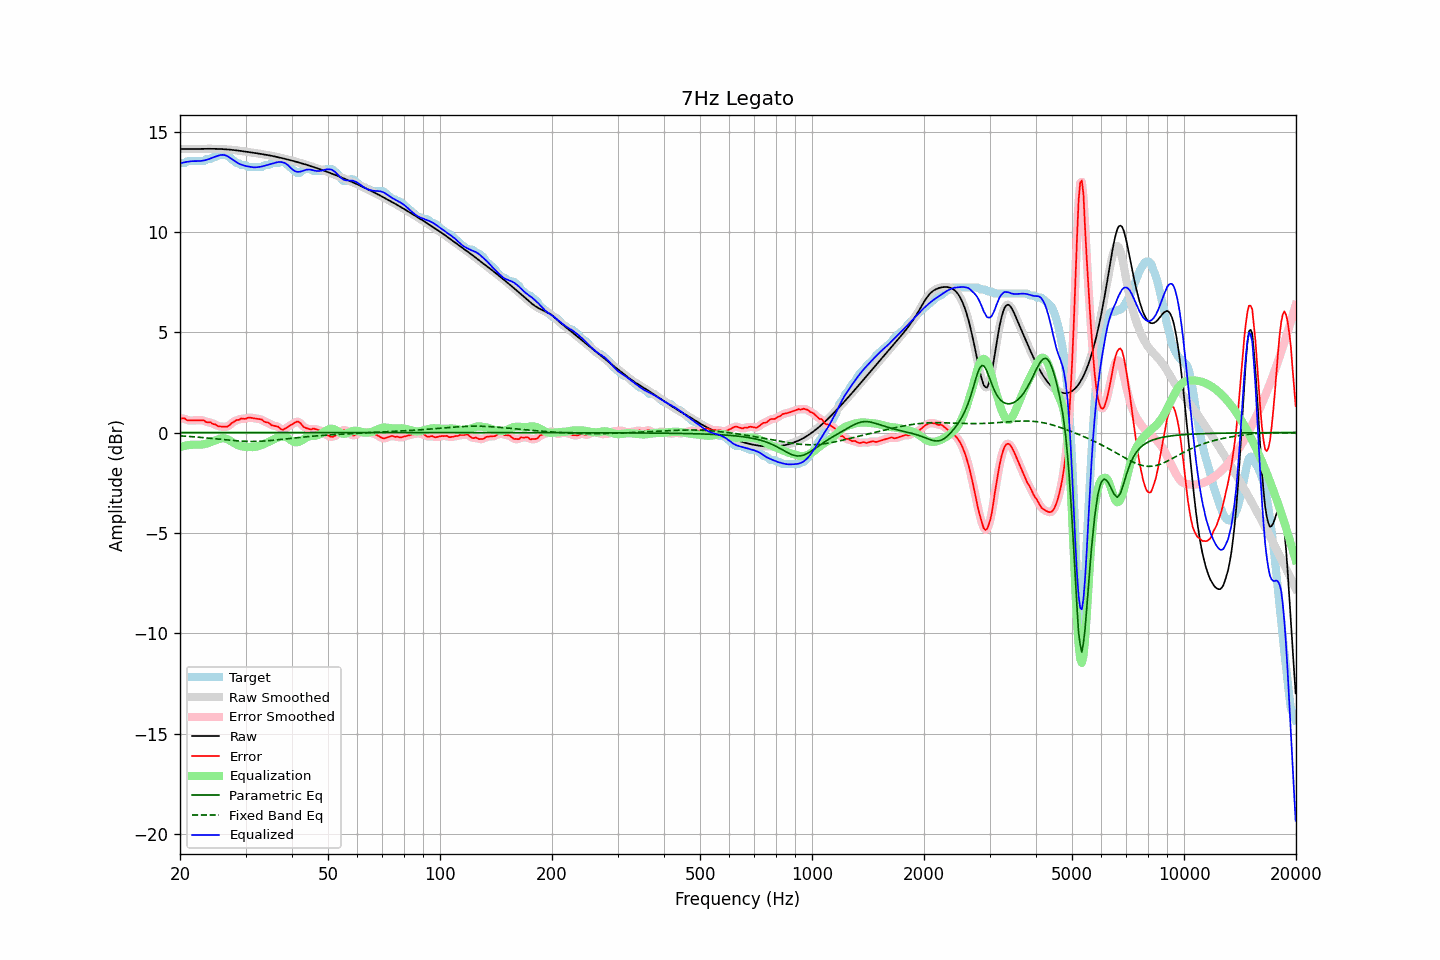 7Hz Legato
15
10
5
0
−5
−10
−15
−20
Amplitude (dBr)
Target
Raw Smoothed
Error Smoothed
Raw
Error
Equalization
Parametric Eq
Fixed Band Eq
Equalized
20 50 100 200 500 1000 2000 5000 10000 20000
Frequency (Hz)